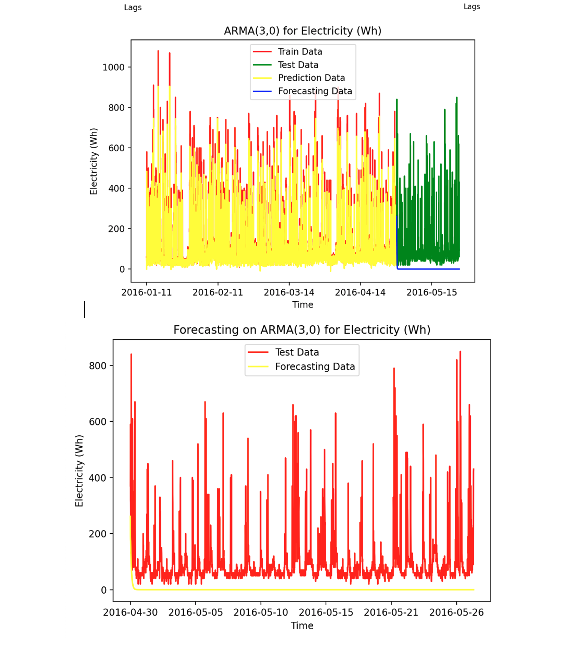 Lags Lags
ARMA(3,0) for Electricity (Wh)
Train Data
Test Data
Prediction Data
Forecasting Data
1000
800
600
400
200
0
Electricity (Wh)
2016-01-11 2016-02-11 2016-03-14 2016-04-14 2016-05-15
Time
Forecasting on ARMA(3,0) for Electricity (Wh)
Test Data
Forecasting Data
800
600
400
200
0
Electricity (Wh)
2016-04-30 2016-05-05 2016-05-10 2016-05-15 2016-05-21 2016-05-26
Time